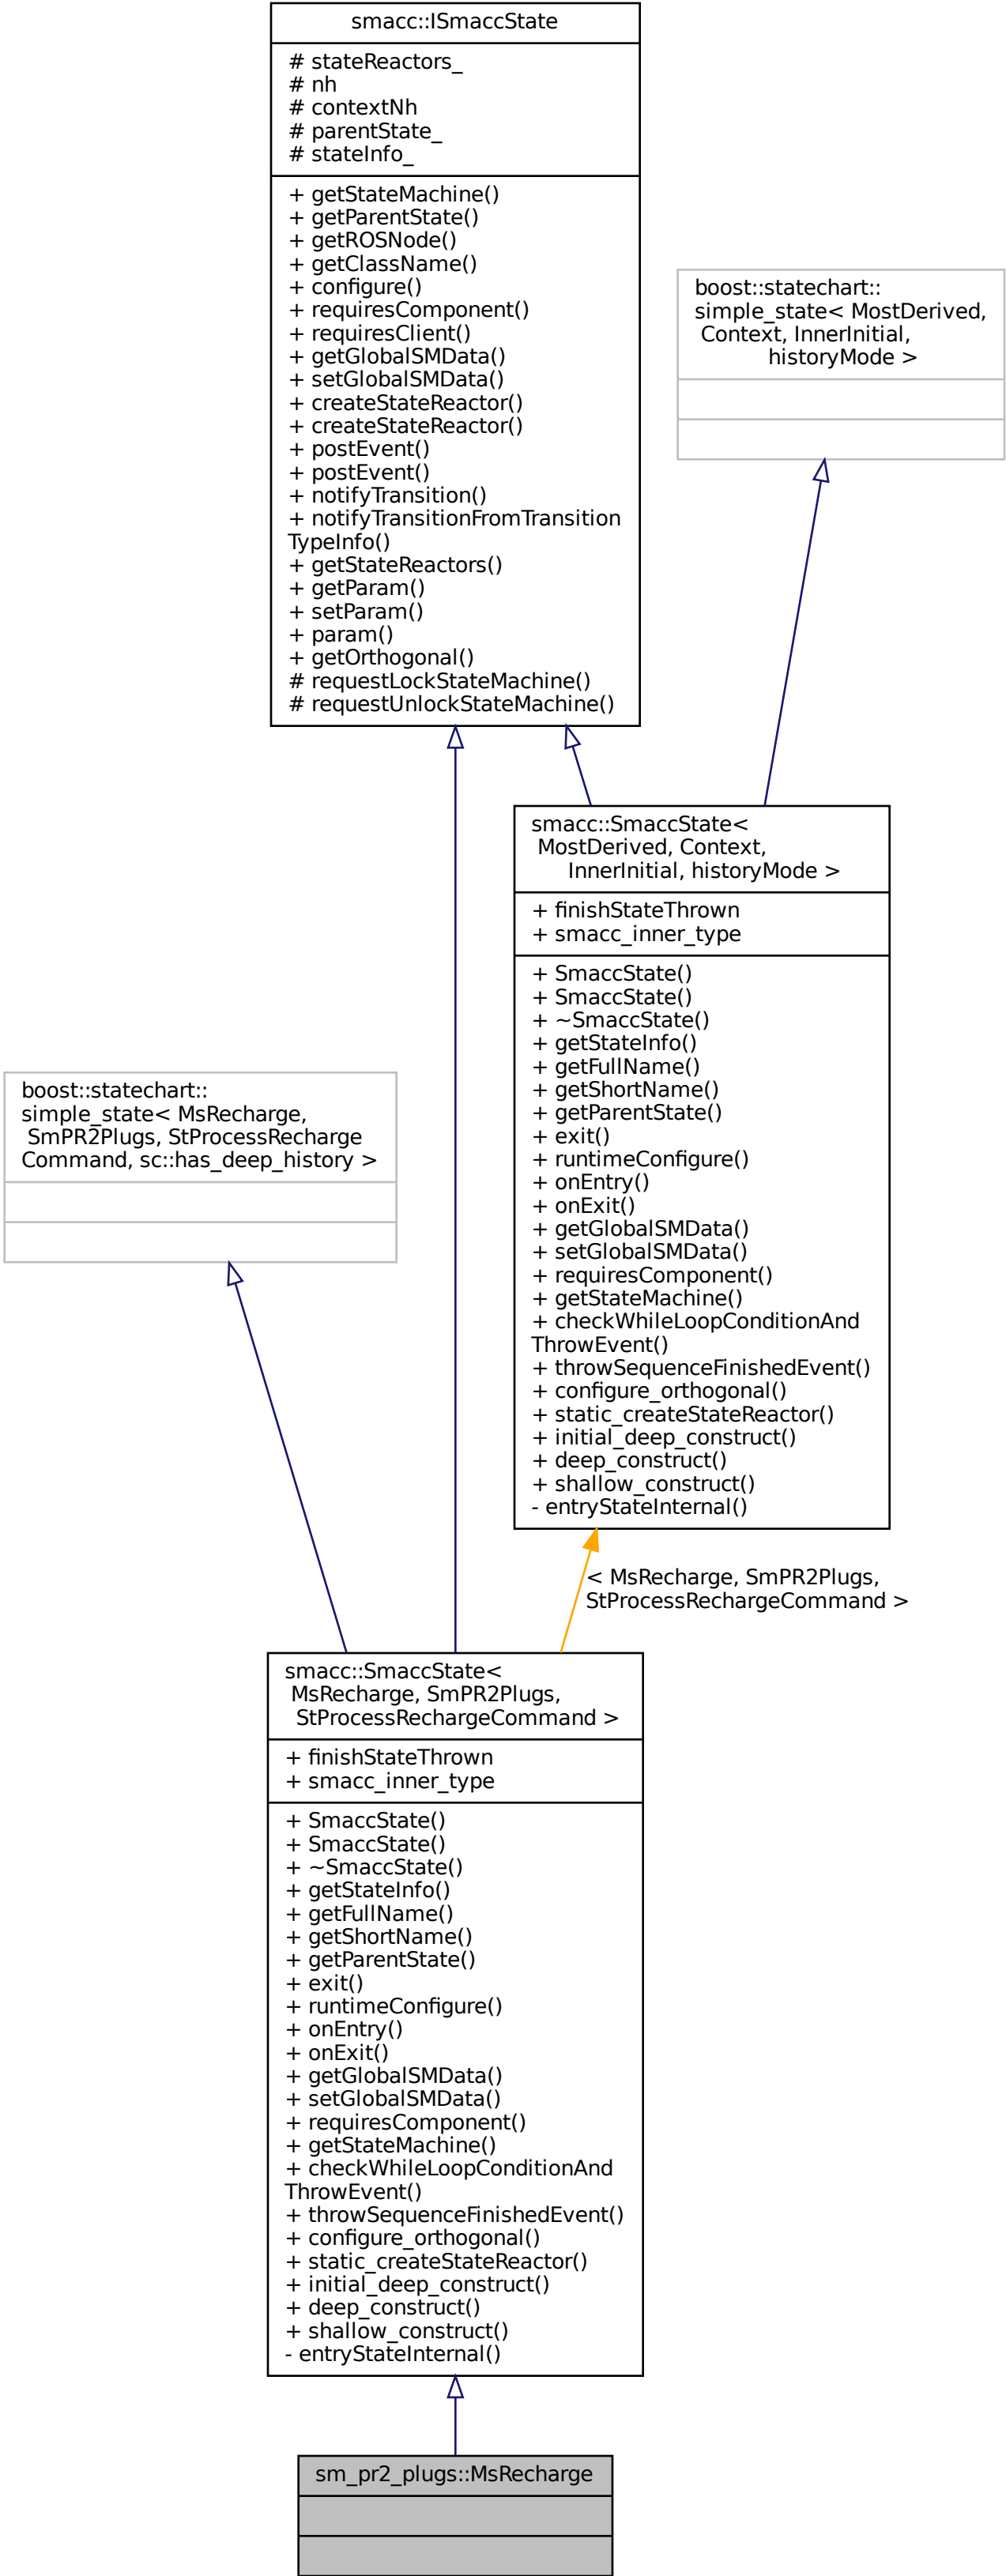 smacc::ISmaccState
# stateReactors_
# nh
# contextNh
# parentState_
# stateInfo_
+ getStateMachine()
+ getParentState()
+ getROSNode()
+ getClassName()
+ configure()
+ requiresComponent()
+ requiresClient()
+ getGlobalSMData()
+ setGlobalSMData()
+ createStateReactor()
+ createStateReactor()
+ postEvent()
+ postEvent()
+ notifyTransition()
+ notifyTransitionFromTransition
TypeInfo()
+ getStateReactors()
+ getParam()
+ setParam()
+ param()
+ getOrthogonal()
# requestLockStateMachine()
# requestUnlockStateMachine()
boost::statechart::
simple_state< MostDerived,
Context, InnerInitial,
historyMode >
smacc::SmaccState<
MostDerived, Context,
InnerInitial, historyMode >
+ finishStateThrown
+ smacc_inner_type
+ SmaccState()
+ SmaccState()
+ ~SmaccState()
+ getStateInfo()
+ getFullName()
+ getShortName()
+ getParentState()
+ exit()
+ runtimeConfigure()
+ onEntry()
+ onExit()
+ getGlobalSMData()
+ setGlobalSMData()
+ requiresComponent()
+ getStateMachine()
+ checkWhileLoopConditionAnd
ThrowEvent()
+ throwSequenceFinishedEvent()
+ configure_orthogonal()
+ static_createStateReactor()
+ initial_deep_construct()
+ deep_construct()
+ shallow_construct()
- entryStateInternal()
boost::statechart::
simple_state< MsRecharge,
SmPR2Plugs, StProcessRecharge
Command, sc::has_deep_history >
< MsRecharge, SmPR2Plugs,
StProcessRechargeCommand >
smacc::SmaccState<
MsRecharge, SmPR2Plugs,
StProcessRechargeCommand >
+ finishStateThrown
+ smacc_inner_type
+ SmaccState()
+ SmaccState()
+ ~SmaccState()
+ getStateInfo()
+ getFullName()
+ getShortName()
+ getParentState()
+ exit()
+ runtimeConfigure()
+ onEntry()
+ onExit()
+ getGlobalSMData()
+ setGlobalSMData()
+ requiresComponent()
+ getStateMachine()
+ checkWhileLoopConditionAnd
ThrowEvent()
+ throwSequenceFinishedEvent()
+ configure_orthogonal()
+ static_createStateReactor()
+ initial_deep_construct()
+ deep_construct()
+ shallow_construct()
- entryStateInternal()
sm_pr2_plugs::MsRecharge